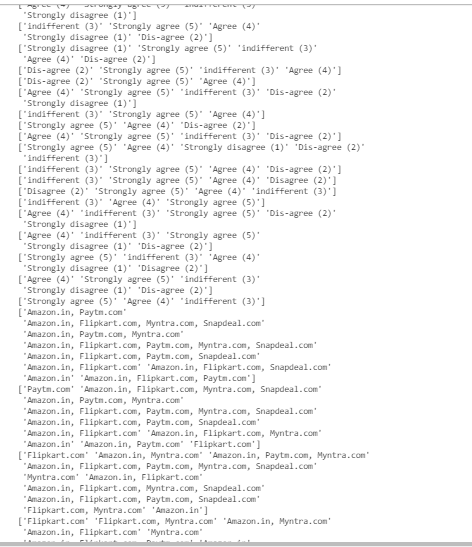 'Strongly disagree (1)']
['indifferent (3)' 'Strongly agree (5)' 'Agree (4)'
'Strongly disagree (1)' 'Dis-agree (2)']
['Strongly disagree (1)' 'Strongly agree (5)' 'indifferent (3)'
'Agree (4)' 'Dis-agree (2)']
['Dis-agree (2)' 'Strongly agree (5)' 'indifferent (3)' 'Agree (4)']
['Dis-agree (2)' 'Strongly agree (5)' 'Agree (4)']
['Agree (4)' 'Strongly agree (5)' 'indifferent (3)' 'Dis-agree (2)'
'Strongly disagree (1)']
['indifferent (3)' 'Strongly agree (5)' 'Agree (4)']
['Strongly agree (5)' 'Agree (4)' 'Dis-agree (2)']
['Agree (4)' 'Strongly agree (5)' 'indifferent (3)' 'Dis-agree (2)']
['Strongly agree (5)' 'Agree (4)' 'Strongly disagree (1)' 'Dis-agree (2)'
'indifferent (3)']
['indifferent (3)' 'Strongly agree (5)' 'Agree (4)' 'Dis-agree (2)']
['indifferent (3)' 'Strongly agree (5)' 'Agree (4)' 'Disagree (2)']
['Disagree (2)' 'Strongly agree (5)' 'Agree (4)' 'indifferent (3)']
['indifferent (3)' 'Agree (4)' 'Strongly agree (5)']
['Agree (4)' 'indifferent (3)' 'Strongly agree (5)' 'Dis-agree (2)'
'Strongly disagree (1)']
['Agree (4)' 'indifferent (3)' 'Strongly agree (5)'
'Strongly disagree (1)' 'Dis-agree (2)']
['Strongly agree (5)' 'indifferent (3)' 'Agree (4)'
'Strongly disagree (1)' 'Disagree (2)']
['Agree (4)' 'Strongly agree (5)' 'indifferent (3)'
'Strongly disagree (1)' 'Dis-agree (2)']
['Strongly agree (5)' 'Agree (4)' 'indifferent (3)']
['Amazon.in, Paytm.com'
'Amazon.in, Flipkart.com, Myntra.com, Snapdeal.com'
'Amazon.in, Paytm.com, Myntra.com'
'Amazon.in, Flipkart.com, Paytm.com, Myntra.com, Snapdeal.com'
'Amazon.in, Flipkart.com, Paytm.com, Snapdeal.com'
'Amazon.in, Flipkart.com' 'Amazon.in, Flipkart.com, Snapdeal.com'
'Amazon.in' 'Amazon.in, Flipkart.com, Paytm.com']
['Paytm.com' 'Amazon.in, Flipkart.com, Myntra.com, Snapdeal.com'
'Amazon.in, Paytm.com, Myntra.com'
'Amazon.in, Flipkart.com, Paytm.com, Myntra.com, Snapdeal.com'
'Amazon.in, Flipkart.com, Paytm.com, Snapdeal.com'
'Amazon.in, Flipkart.com' 'Amazon.in, Flipkart.com, Myntra.com'
'Amazon.in' 'Amazon.in, Paytm.com' 'Flipkart.com']
['Flipkart.com' 'Amazon.in, Myntra.com' 'Amazon.in, Paytm.com, Myntra.com'
'Amazon.in, Flipkart.com, Paytm.com, Myntra.com, Snapdeal.com'
'Myntra.com' 'Amazon.in, Flipkart.com, Myntra.com'
'Amazon.in, Flipkart.com, Myntra.com, Snapdeal.com'
'Amazon.in, Flipkart.com, Paytm.com, Snapdeal.com'
'Flipkart.com, Myntra.com' 'Amazon.in']
['Flipkart.com' 'Flipkart.com, Myntra.com' 'Amazon.in, Myntra.com'
'Amazon.in, Flipkart.com' 'Myntra.com'